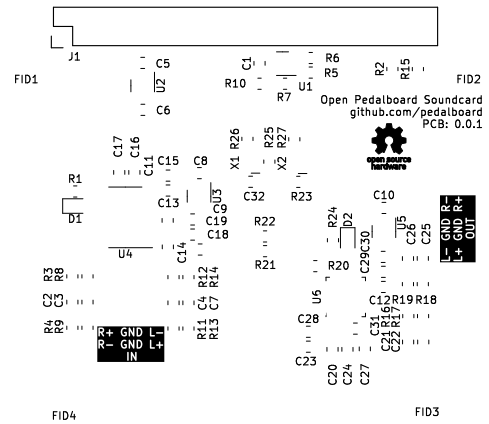 J1
C5
U2
C6
C1
R10
R7
U1
R6
R5
R2
R15
FID1
FID2
Open Pedalboard Soundcard
github.com/pedalboard
PCB: 0.0.1
open source
hardware
C17
C16
C11
C15
C8
R26
R25
R27
X1
X2
C32
R23
R1
D1
C13
U3
C9
C19
C18
C14
U4
R22
R21
C10
R24
D2
U5
C30
C29
C26
C25
L- GND R-
L+ GND R+
OUT
R3
R8
R12
R14
C2
C3
C4
C7
R4
R9
R11
R13
R+ GND L-
R- GND L+
IN
R20
U6
C12
R19
R18
C28
C31
R16
R17
C21
C22
C23
C20
C24
C27
FID4
FID3